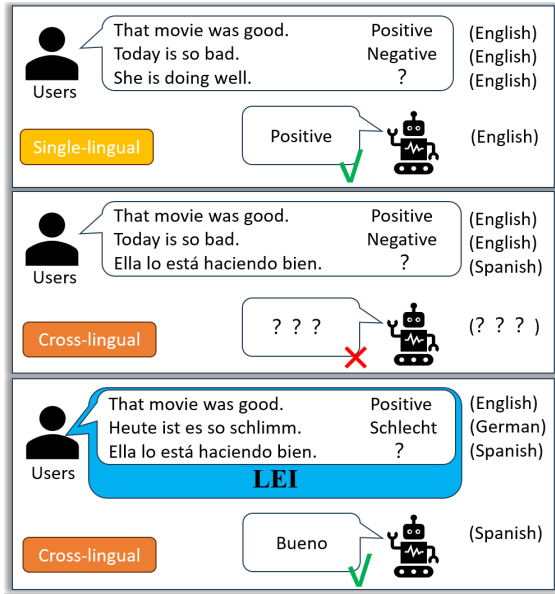 That movie was good. Positive (English)
Today is so bad. Negative (English)
She is doing well. ? (English)
Users
Positive (English)
Single-lingual
That movie was good. Positive (English)
Today is so bad. Negative (English)
Ella lo está haciendo bien. ? (Spanish)
Users
? ? ? (? ? ? )
Cross-lingual
That movie was good. Positive (English)
Heute ist es so schlimm. Schlecht (German)
Ella lo está haciendo bien. ? (Spanish)
Users
LEI
Bueno (Spanish)
Cross-lingual